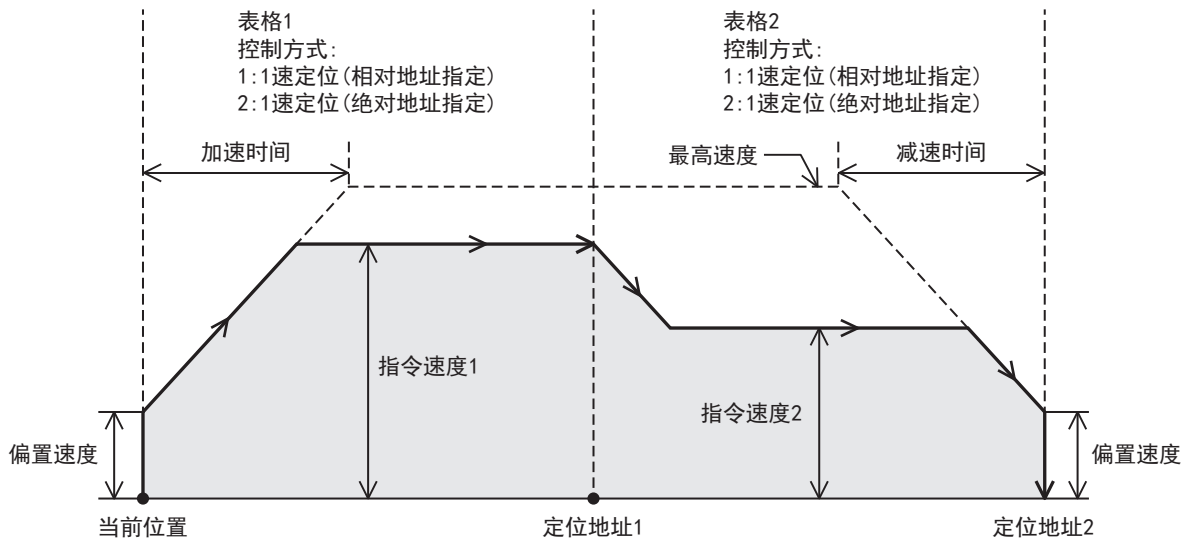 表格1
控制方式:
1:1速定位(相对地址指定)
2:1速定位(绝对地址指定)
表格2
控制方式:
1:1速定位(相对地址指定)
2:1速定位(绝对地址指定)
加速时间
最高速度
减速时间
指令速度1
指令速度2
偏置速度
偏置速度
当前位置
定位地址1
定位地址2